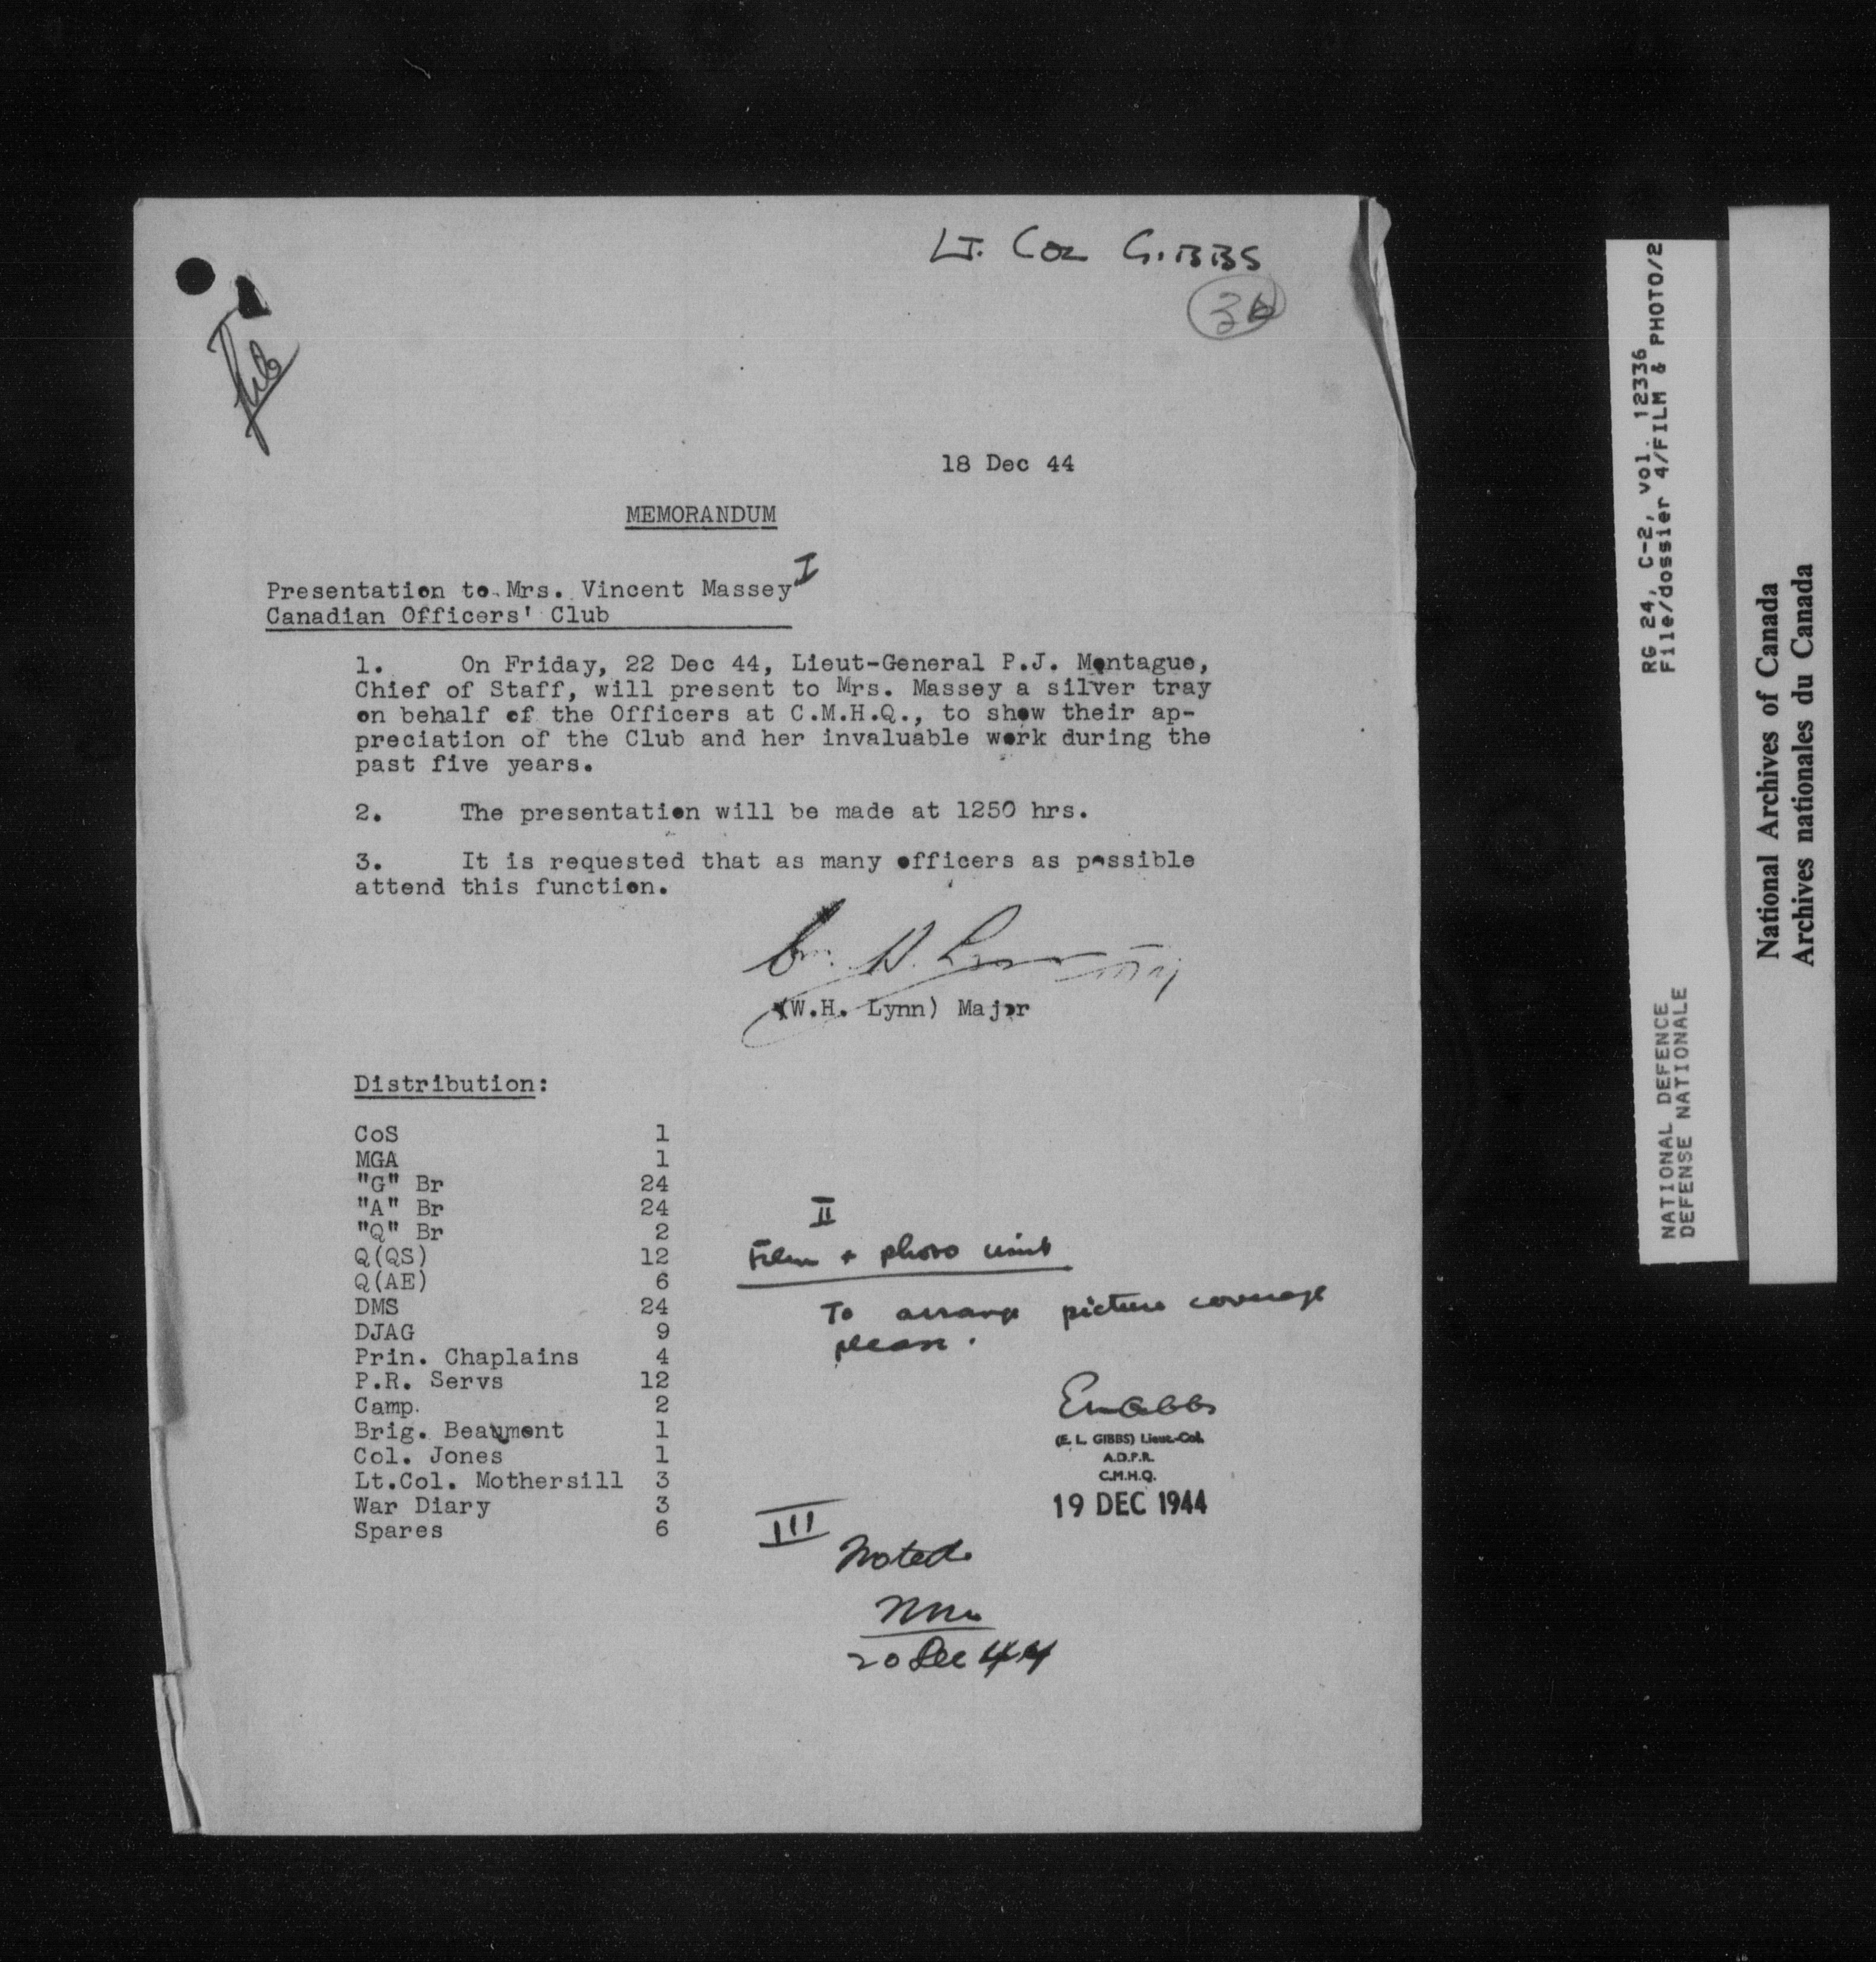 Lt. Col Gibbs
18 Dec 44
MEMORANDUM
I
Presentation to Mrs. Vincent Massey
Canadian Officers' Club
1. On Friday, 22 Dec 44, Lieut-General P.J. Montague,
Chief of Staff, will present to Mrs. Massey a silver tray
on behalf of the Officers at C.M.H.Q., to show their ap-
preciation of the Club and her invaluable work during the
past five years.
2. The presentation will be made at 1250 hrs.
3. It is requested that as many officers as possible
attend this function.
(W.H. Lynn) Major
Distribution:
CoS 1
MGA 1
"G" Br 24
"A" Br 24
"Q" Br 2
Q(QS) 12
Q(AE) 6
DMS 24
DJAG 9
Prin. Chaplains 4
P.R. Servs 12
Camp. 2
Brig. Beaumont 1
Col. Jones 1
Lt.Col. Mothersill 3
War Diary 3
Spares 6
II
Film + photo unit
To arrange picture coverage
please.
(E. L. GIBBS) Lieut.-Col.
A.D.P.R.
C.M.H.Q.
19 DEC 1944
III
Noted
20 Dec 44
RG 24, C-2, vol. 12336
File/dossier 4/FILM & PHOTO/2
NATIONAL DEFENCE
DEFENSE NATIONALE
National Archives of Canada
Archives nationales du Canada